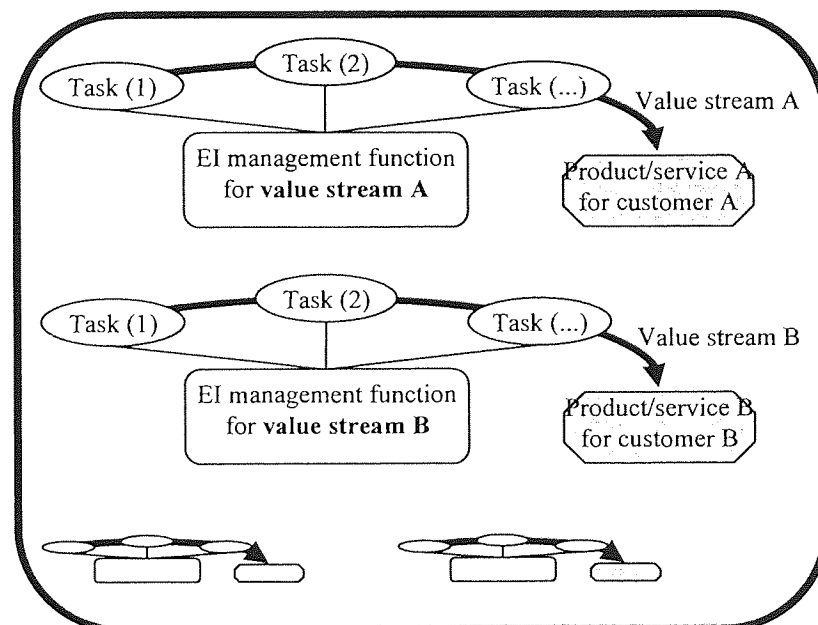 Task (1)
Task (2)
Task (...)
Value stream A
EI management function
for value stream A
Product/service A
for customer A
Task (1)
Task (2)
Task (...)
Value stream B
EI management function
for value stream B
Product/service B
for customer B